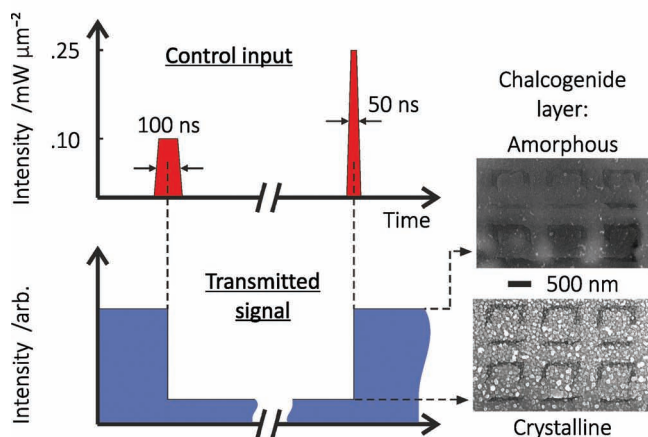 Intensity /mW µm⁻²
.25
.10
Control input
100 ns
50 ns
Time
Intensity /arb.
Transmitted
signal
Chalcogenide
layer:
Amorphous
500 nm
Crystalline